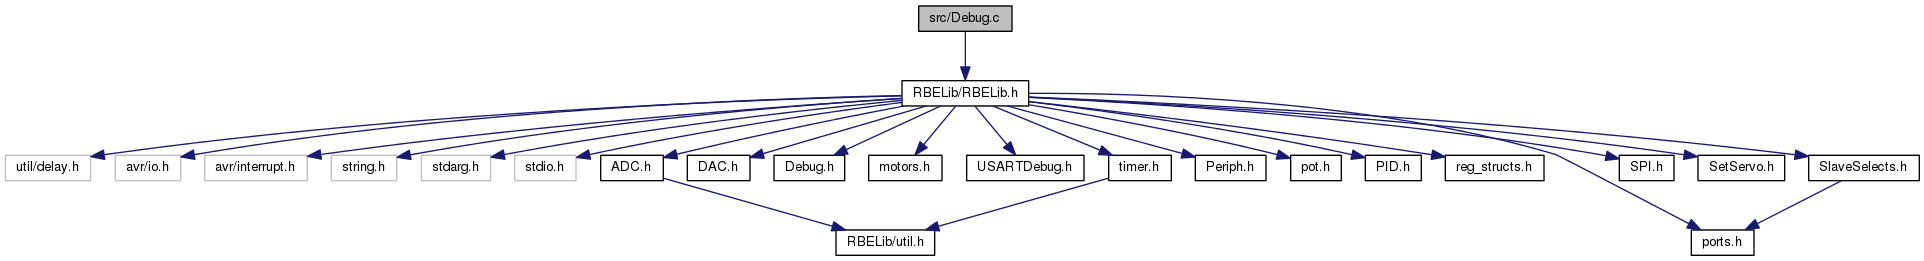 src/Debug.c
RBELib/RBELib.h
util/delay.h
avr/io.h
avr/interrupt.h
string.h
stdarg.h
stdio.h
ADC.h
DAC.h
Debug.h
motors.h
USARTDebug.h
timer.h
Periph.h
pot.h
PID.h
reg_structs.h
SPI.h
SetServo.h
SlaveSelects.h
RBELib/util.h
ports.h